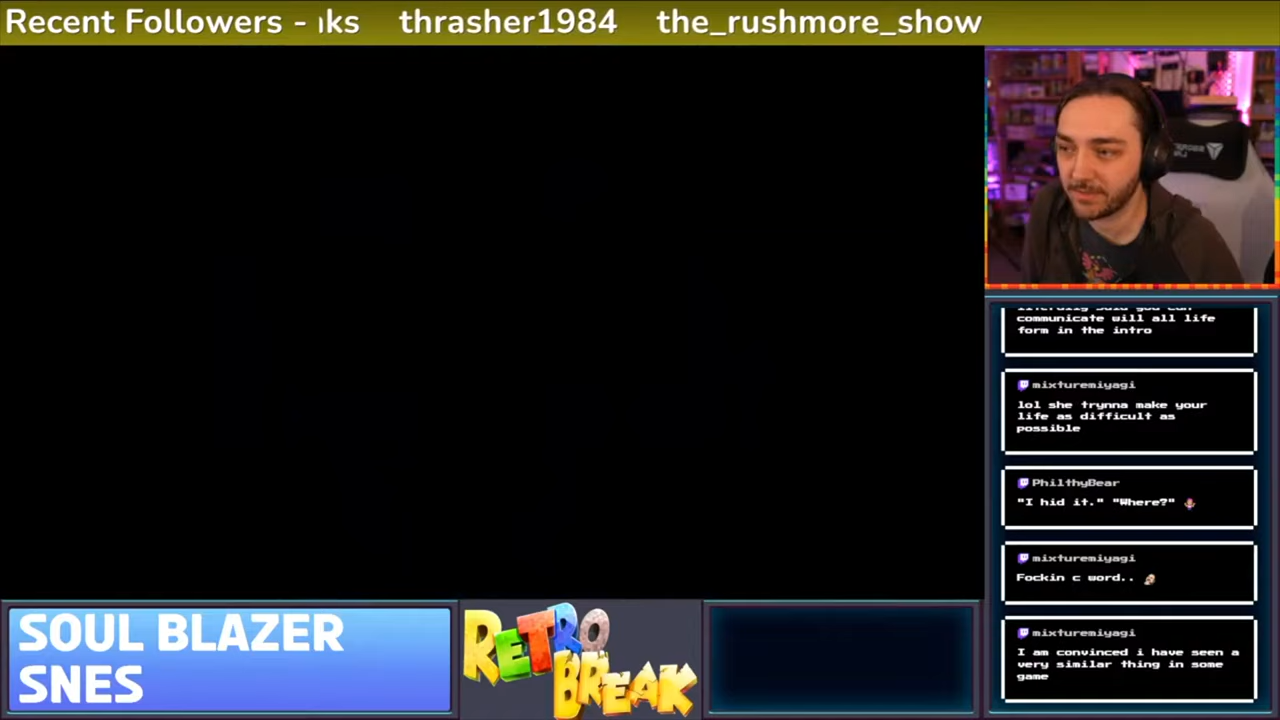 Recent Followers - ıks thrasher1984 the_rushmore_show
communicate will all life
form in the intro
mixturemiyagi
lol she trynna make your
life as difficult as
possible
PhilthyBear
"I hid it." "Where?"
mixturemiyagi
Fockin c word..
mixturemiyagi
I am convinced i have seen a
very similar thing in some
game
SOUL BLAZER
SNES
RETRO
BREAK